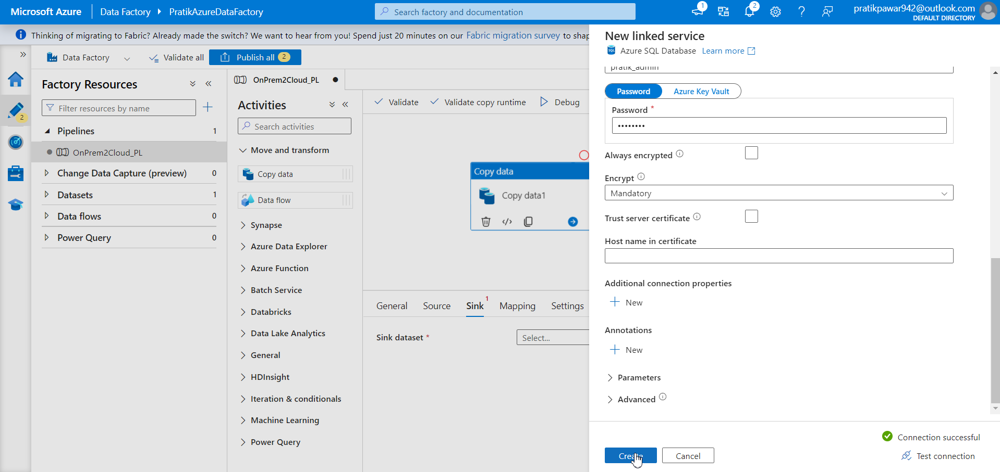 Microsoft Azure
Data Factory
PratikAzureDataFactory
Search factory and documentation
1
2
pratikpawar942@outlook.com
DEFAULT DIRECTORY
Thinking of migrating to Fabric? Already made the switch? We want to hear from you! Spend just 20 minutes on our Fabric migration survey to shap
Data Factory
Validate all
Publish all 2
2
Factory Resources
Filter resources by name
Pipelines 1
OnPrem2Cloud_PL
Change Data Capture (preview) 0
Datasets 1
Data flows 0
Power Query 0
OnPrem2Cloud_PL
Activities
Search activities
Move and transform
Copy data
Data flow
Synapse
Azure Data Explorer
Azure Function
Batch Service
Databricks
Data Lake Analytics
General
HDInsight
Iteration & conditionals
Machine Learning
Power Query
Validate
Validate copy runtime
Debug
Copy data
Copy data1
General
Source
Sink 1
Mapping
Settings
Sink dataset *
Select...
New linked service
SQL
Azure SQL Database Learn more
pratik_admin
Password
Azure Key Vault
Password *
••••••••
Always encrypted
Encrypt
Mandatory
Trust server certificate
Host name in certificate
Additional connection properties
New
Annotations
New
Parameters
Advanced
Connection successful
Create
Cancel
Test connection